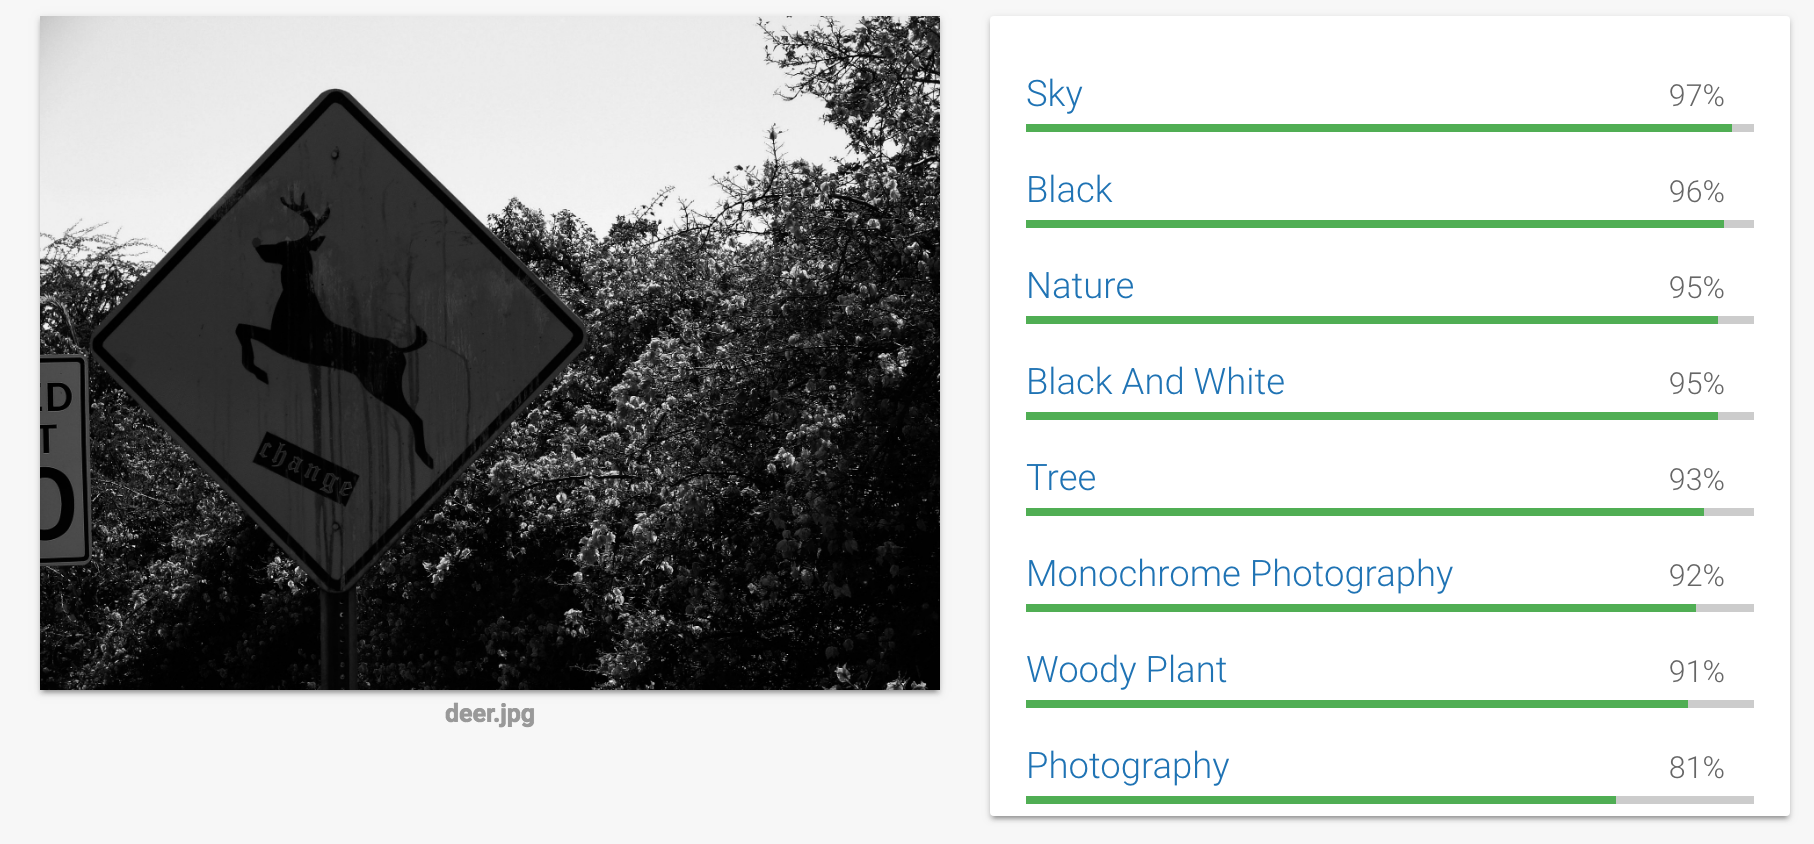 D
T
0
change
deer.jpg
Sky 97%
Black 96%
Nature 95%
Black And White 95%
Tree 93%
Monochrome Photography 92%
Woody Plant 91%
Photography 81%